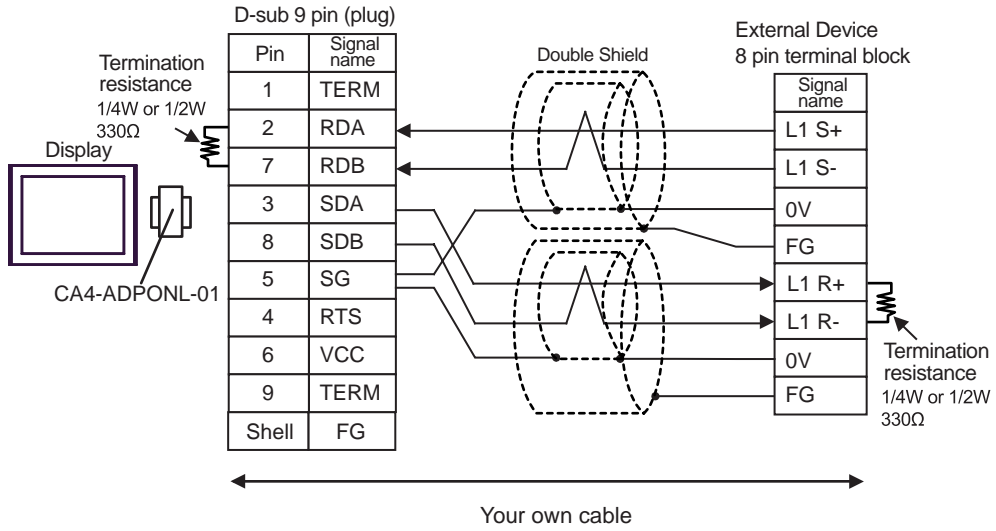 D-sub 9 pin (plug)
Pin Signal name
1 TERM
2 RDA
7 RDB
3 SDA
8 SDB
5 SG
4 RTS
6 VCC
9 TERM
Shell FG
Termination
resistance
1/4W or 1/2W
330Ω
Display
CA4-ADPONL-01
Double Shield
External Device
8 pin terminal block
Signal
name
L1 S+
L1 S-
0V
FG
L1 R+
L1 R-
0V
FG
Termination
resistance
1/4W or 1/2W
330Ω
Your own cable